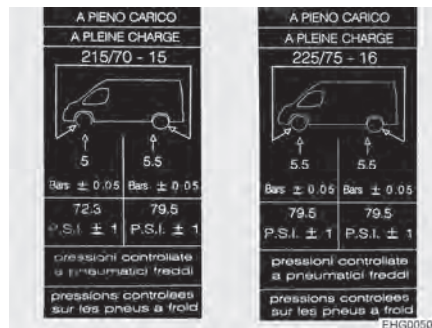 A PIENO CARICO
A PLEINE CHARGE
215/70 - 15
5
5.5
Bars ± 0.05
Bars ± 0.05
72.3
79.5
P.S.I. ± 1
P.S.I. ± 1
pressioni controllate
a pneumatici freddi
pressions controlees
sur les pneus a froid
A PIENO CARICO
A PLEINE CHARGE
225/75 - 16
5.5
5.5
Bars ± 0.05
Bars ± 0.05
79.5
79.5
P.S.I. ± 1
P.S.I. ± 1
pressioni controllate
a pneumatici freddi
pressions controlees
sur les pneus a froid
EHG0050